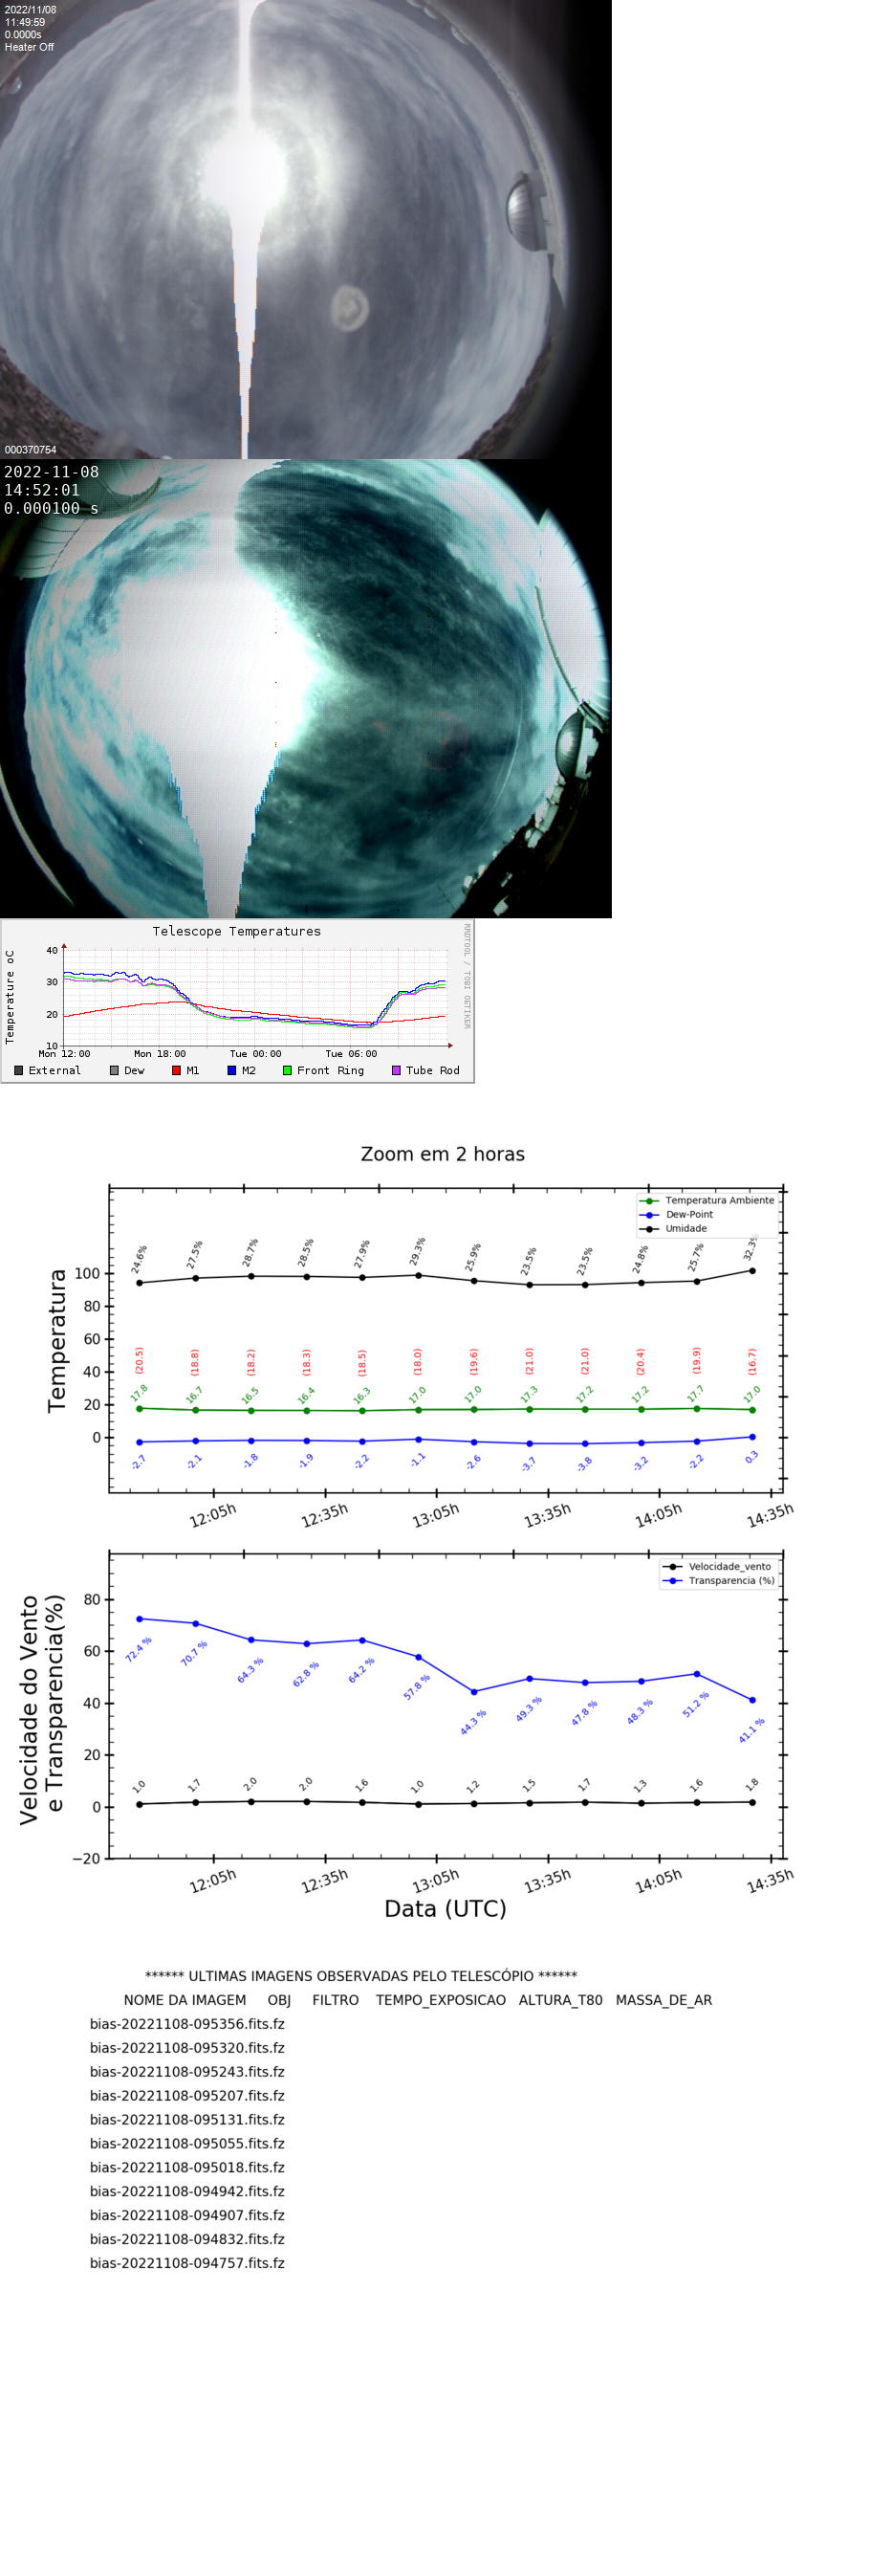 2022/11/08
11:49:59
0.0000s
Heater Off
000370754
2022-11-08
14:52:01
0.000100 s
Telescope Temperatures
RRDTOOL / TOBI OETIKER
Temperature oC
40
30
20
10
Mon 12:00 Mon 18:00 Tue 00:00 Tue 06:00
External Dew M1 M2 Front Ring Tube Rod
Zoom em 2 horas
Temperatura Ambiente
Dew-Point
Umidade
Temperatura
100
80
60
40
20
0
24.6% 27.5% 28.7% 28.5% 27.9% 29.3% 25.9% 23.5% 23.5% 24.8% 25.7% 32.3%
(20.5) (18.8) (18.2) (18.3) (18.5) (18.0) (19.6) (21.0) (21.0) (20.4) (19.9) (16.7)
17.8 16.7 16.5 16.4 16.3 17.0 17.0 17.3 17.2 17.2 17.7 17.0
-2.7 -2.1 -1.8 -1.9 -2.2 -1.1 -2.6 -3.7 -3.8 -3.2 -2.2 0.3
12:05h 12:35h 13:05h 13:35h 14:05h 14:35h
Velocidade_vento
Transparencia (%)
Velocidade do Vento
e Transparencia(%)
80
60
40
20
0
−20
72.4 % 70.7 % 64.3 % 62.8 % 64.2 % 57.8 % 44.3 % 49.3 % 47.8 % 48.3 % 51.2 % 41.1 %
1.0 1.7 2.0 2.0 1.6 1.0 1.2 1.5 1.7 1.3 1.6 1.8
12:05h 12:35h 13:05h 13:35h 14:05h 14:35h
Data (UTC)
****** ULTIMAS IMAGENS OBSERVADAS PELO TELESCÓPIO ******
NOME DA IMAGEM OBJ FILTRO TEMPO_EXPOSICAO ALTURA_T80 MASSA_DE_AR
bias-20221108-095356.fits.fz
bias-20221108-095320.fits.fz
bias-20221108-095243.fits.fz
bias-20221108-095207.fits.fz
bias-20221108-095131.fits.fz
bias-20221108-095055.fits.fz
bias-20221108-095018.fits.fz
bias-20221108-094942.fits.fz
bias-20221108-094907.fits.fz
bias-20221108-094832.fits.fz
bias-20221108-094757.fits.fz